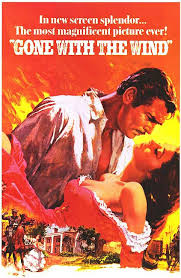 In new screen splendor...
The most magnificent picture ever!
"GONE WITH THE WIND"